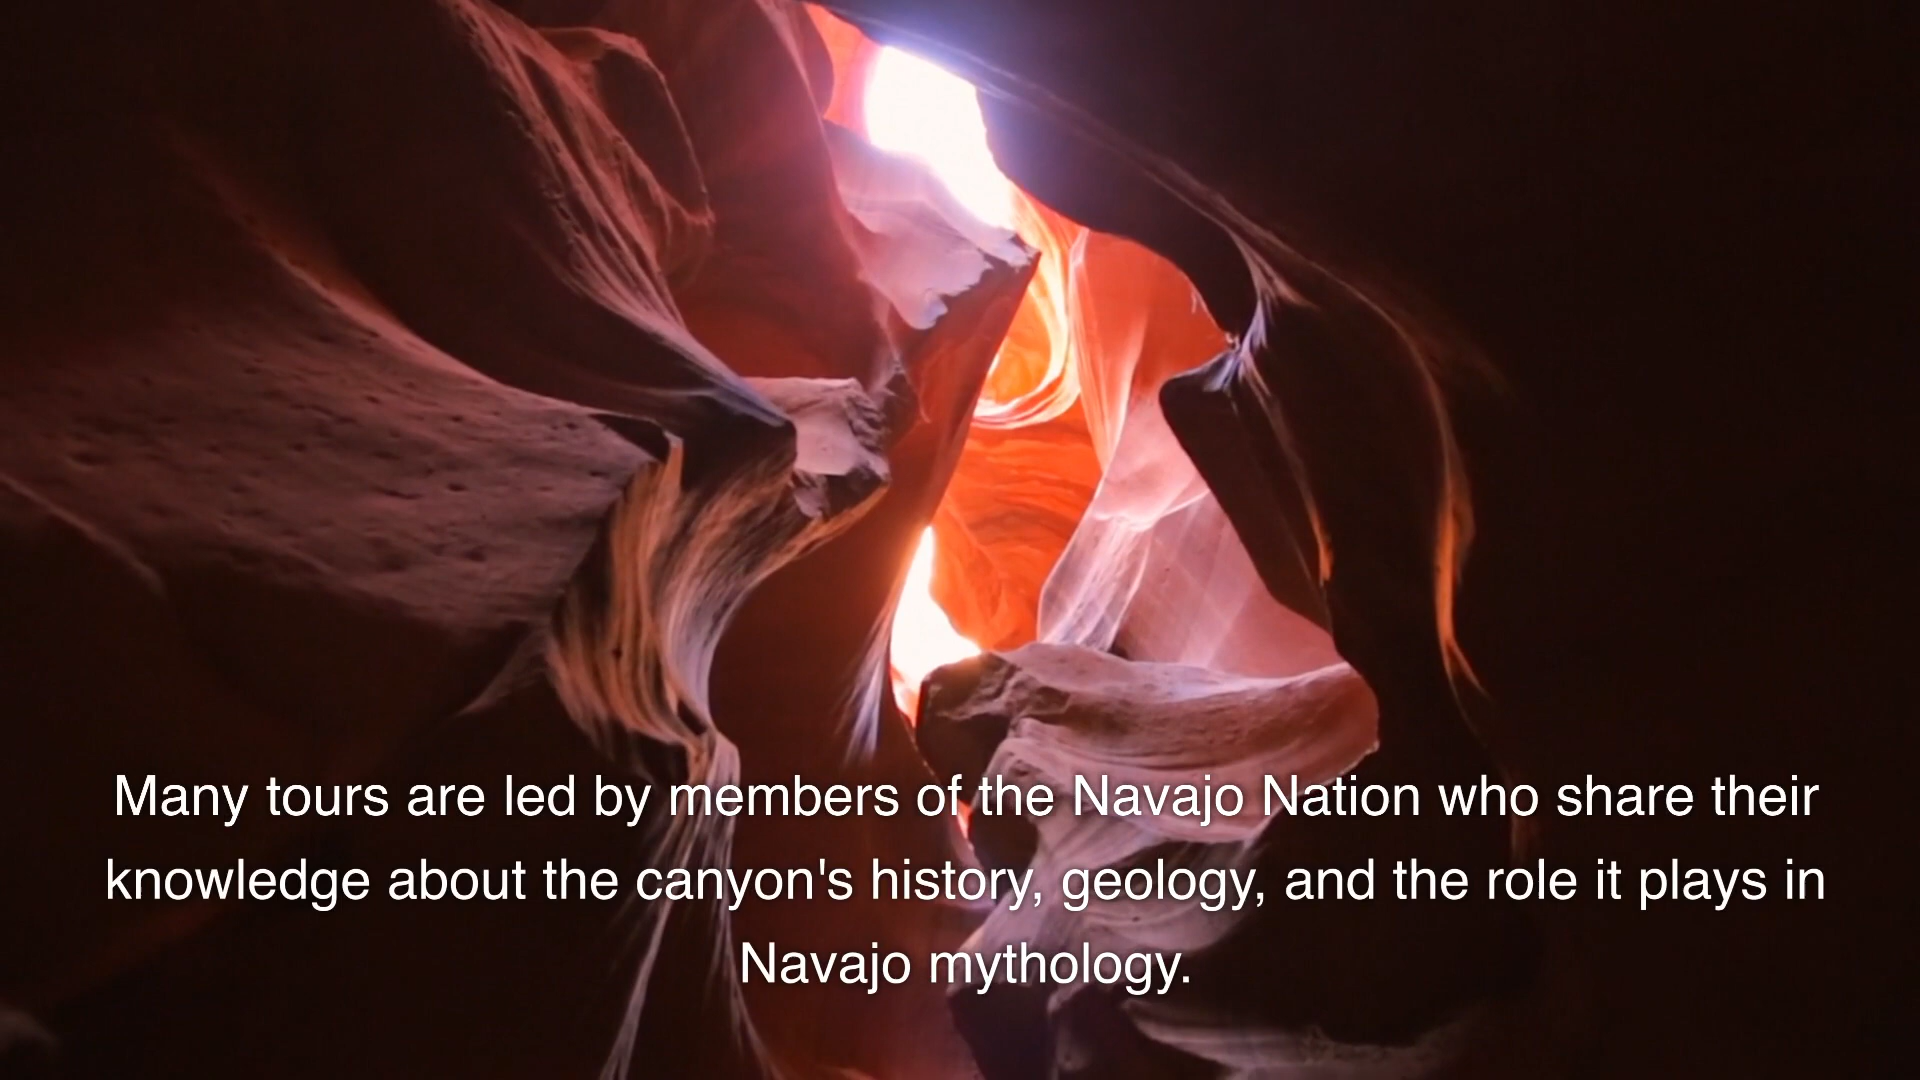 Many tours are led by members of the Navajo Nation who share their
knowledge about the canyon's history, geology, and the role it plays in
Navajo mythology.